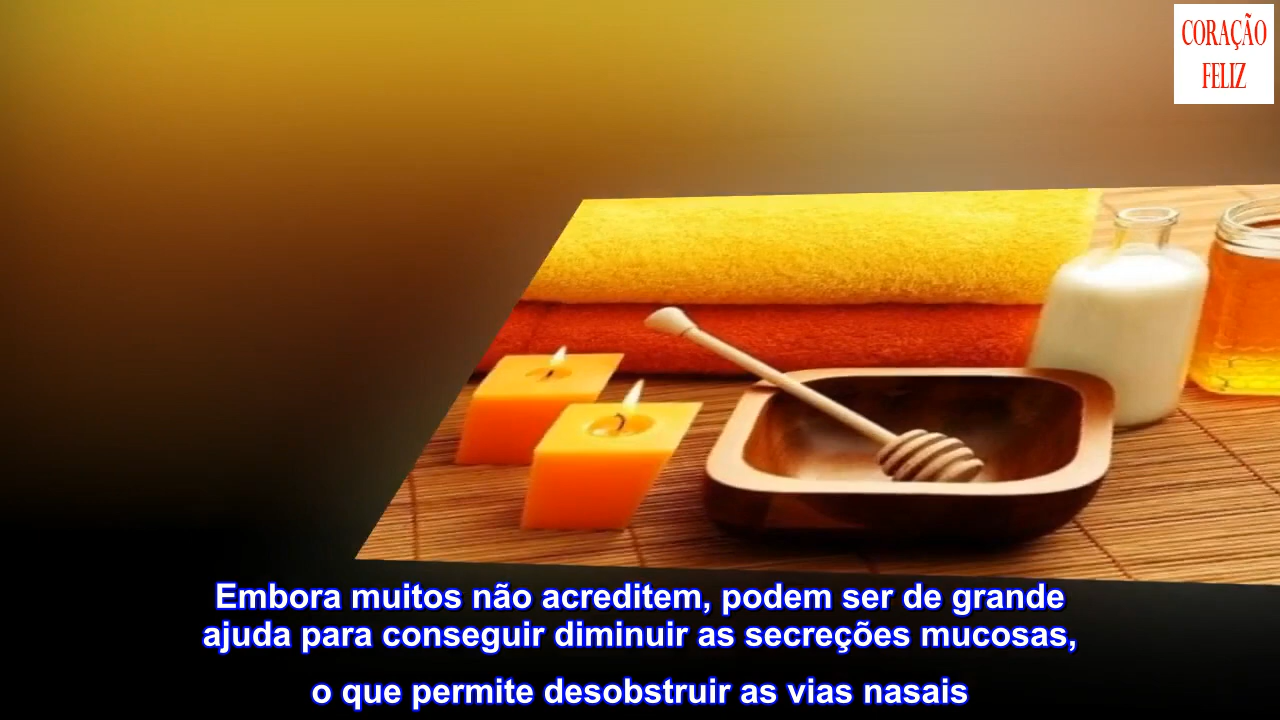 CORAÇÃO
FELIZ
Embora muitos não acreditem, podem ser de grande
ajuda para conseguir diminuir as secreções mucosas,
o que permite desobstruir as vias nasais